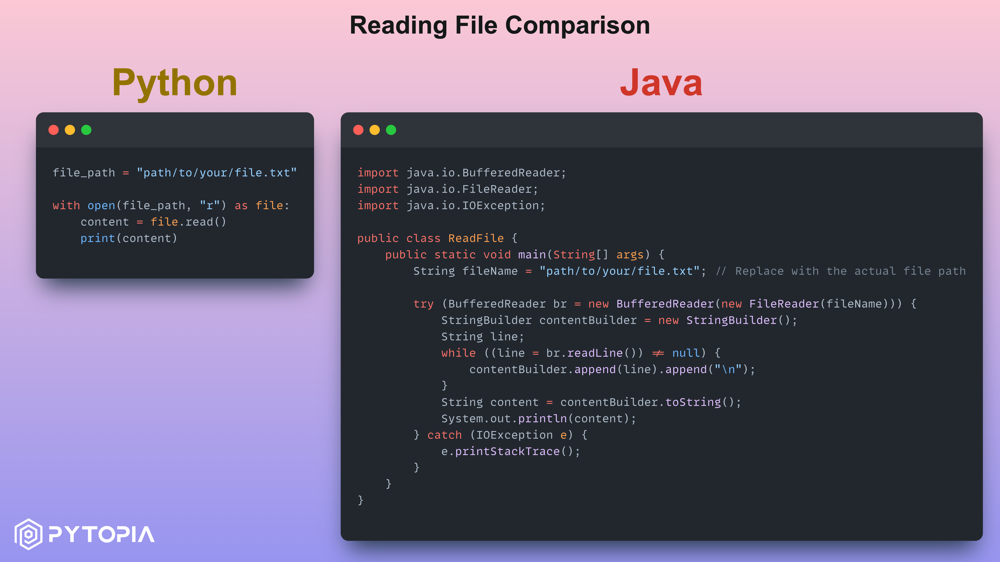 Reading File Comparison
Python
file_path = "path/to/your/file.txt"
with open(file_path, "r") as file:
    content = file.read()
    print(content)
Java
import java.io.BufferedReader;
import java.io.FileReader;
import java.io.IOException;
public class ReadFile {
    public static void main(String[] args) {
        String fileName = "path/to/your/file.txt"; // Replace with the actual file path
        try (BufferedReader br = new BufferedReader(new FileReader(fileName))) {
            StringBuilder contentBuilder = new StringBuilder();
            String line;
            while ((line = br.readLine()) != null) {
                contentBuilder.append(line).append("\n");
            }
            String content = contentBuilder.toString();
            System.out.println(content);
        } catch (IOException e) {
            e.printStackTrace();
        }
    }
}
PYTOPIA